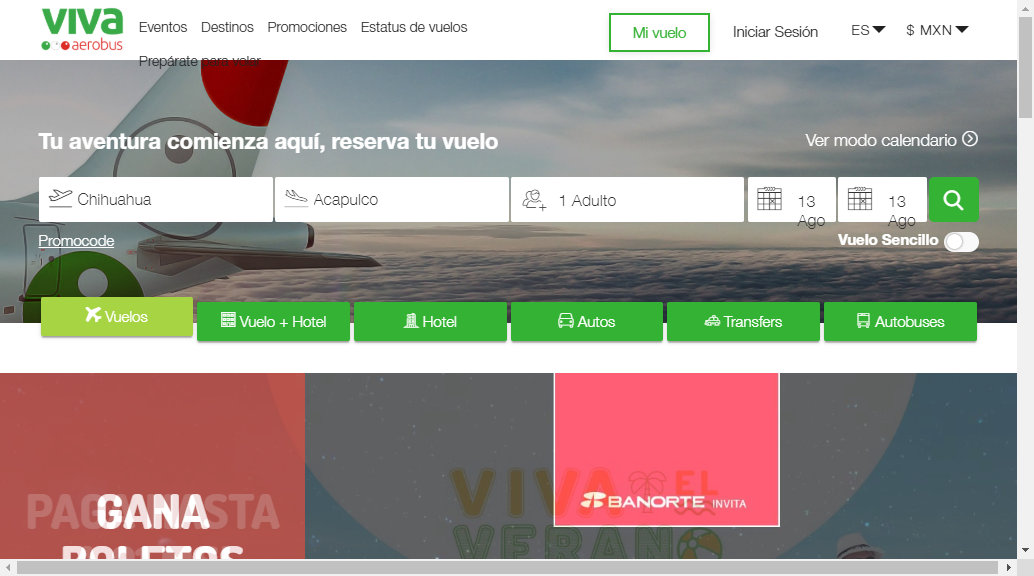 viva
aerobus
Eventos Destinos Promociones Estatus de vuelos
Prepárate para volar
Mi vuelo Iniciar Sesión ES $ MXN
Tu aventura comienza aquí, reserva tu vuelo
Ver modo calendario
Chihuahua Acapulco 1 Adulto 13 Ago 13 Ago
Promocode
Vuelo Sencillo
Vuelos Vuelo + Hotel Hotel Autos Transfers Autobuses
VIVA EL
VERANO
BANORTE INVITA
GANA
BOLETOS